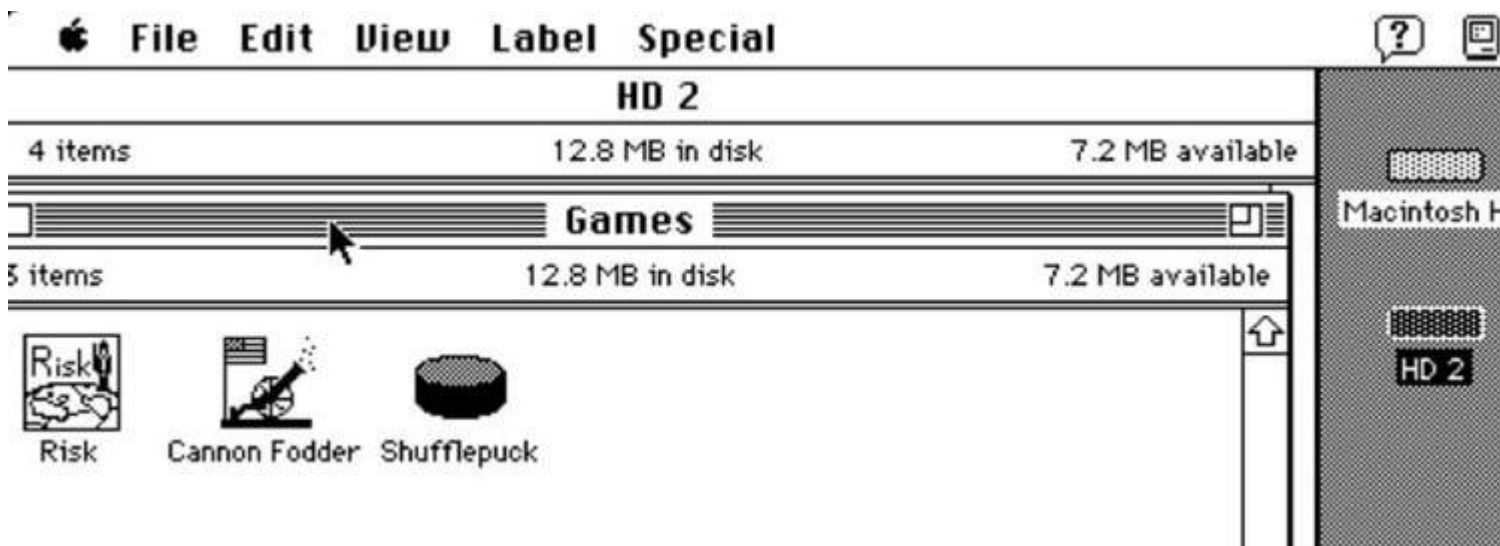 File Edit View Label Special ?
HD 2
4 items 12.8 MB in disk 7.2 MB available
Games
3 items 12.8 MB in disk 7.2 MB available
Macintosh H
HD 2
Risk
Risk Cannon Fodder Shufflepuck